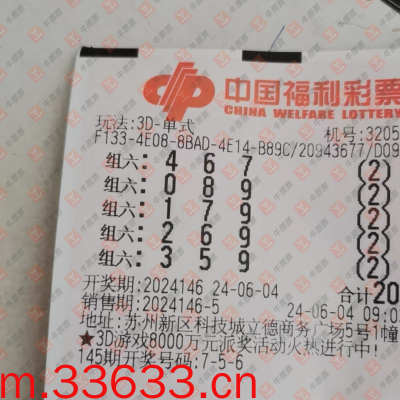 中国福利彩票
CHINA WELFARE LOTTERY
玩法:3D-单式 机号:3205
F133-4E08-8BAD-4E14-B89C/20943677/D09
组六: 4 6 7 (2)
组六: 0 8 9 (2)
组六: 1 7 9 (2)
组六: 2 6 9 (2)
组六: 3 5 9 (2)
开奖期:2024146 24-06-04 合计20
销售期:2024146-5 24-06-04 09:0
地址:苏州新区科技城立德商务广场5号1幢
★3D游戏8000万元派奖活动火热进行中!
145期开奖号码:7-5-6
m.33633.cn